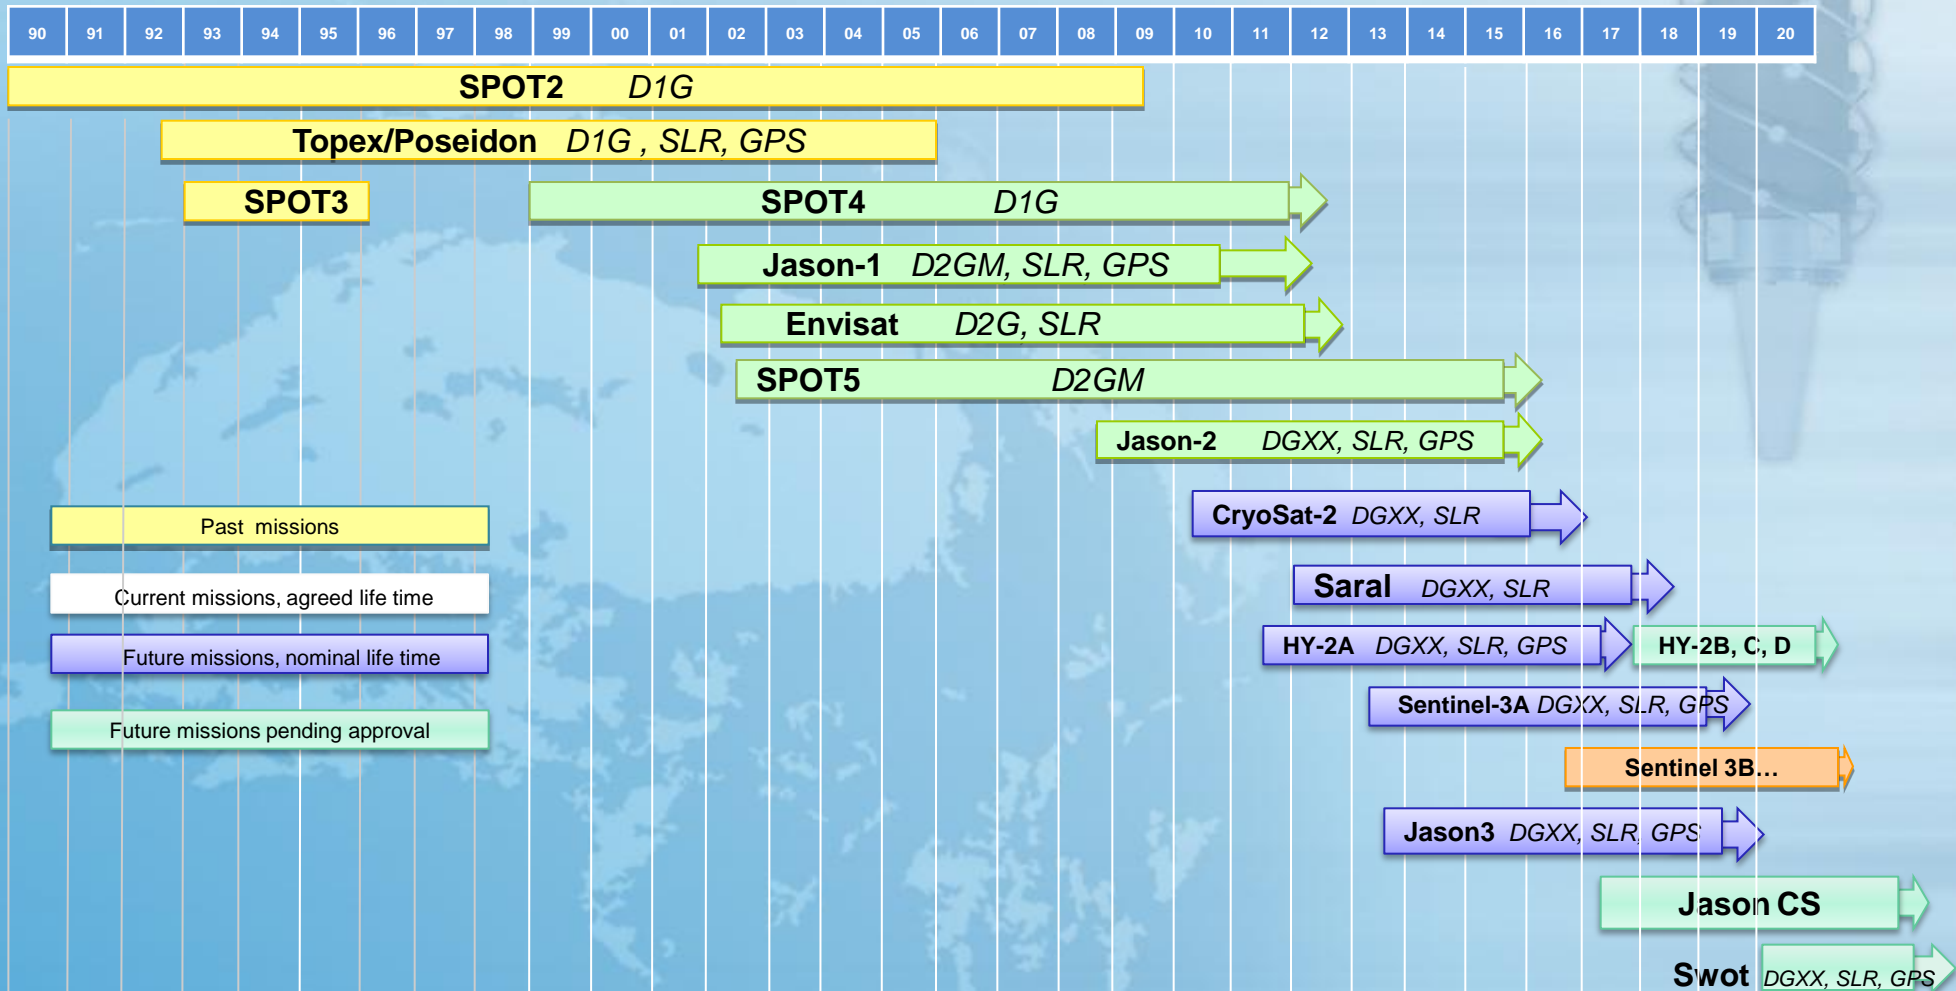 90 91 92 93 94 95 96 97 98 99 00 01 02 03 04 05 06 07 08 09 10 11 12 13 14 15 16 17 18 19 20
SPOT2 D1G
Topex/Poseidon D1G , SLR, GPS
SPOT3 SPOT4 D1G
Jason-1 D2GM, SLR, GPS
Envisat D2G, SLR
SPOT5 D2GM
Jason-2 DGXX, SLR, GPS
CryoSat-2 DGXX, SLR
Past missions
Saral DGXX, SLR
Current missions, agreed life time
HY-2A DGXX, SLR, GPS HY-2B, C, D
Future missions, nominal life time
Sentinel-3A DGXX, SLR, GPS
Future missions pending approval
Sentinel 3B...
Jason3 DGXX, SLR, GPS
Jason CS
Swot DGXX, SLR, GPS